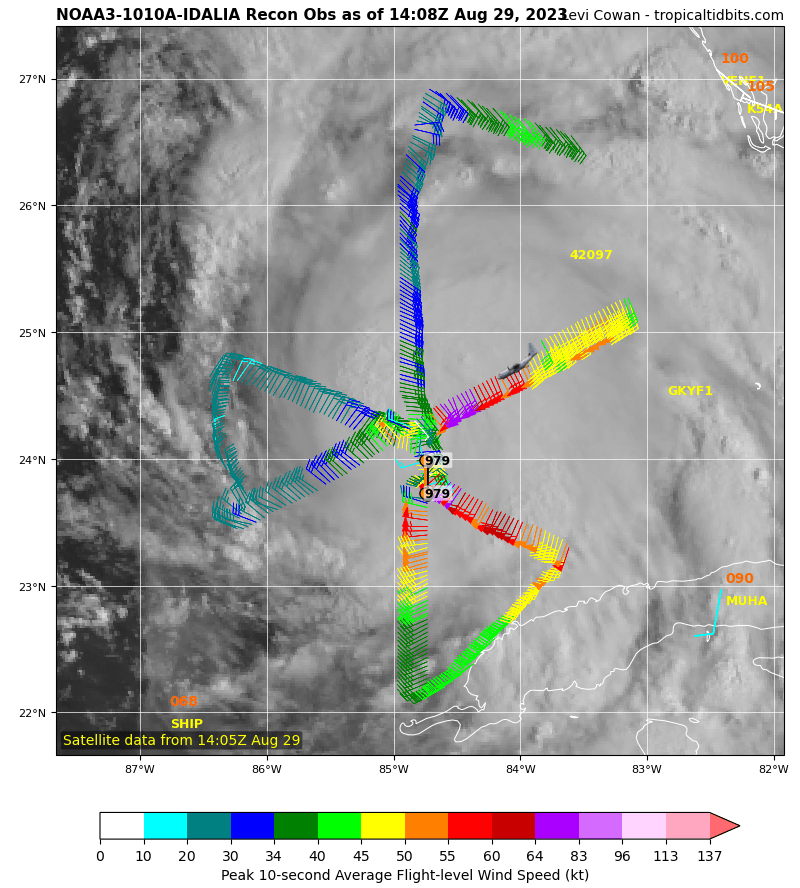 NOAA3-1010A-IDALIA Recon Obs as of 14:08Z Aug 29, 2023
Levi Cowan - tropicaltidbits.com
27°N
100
VENF1
105
K54A
26°N
42097
25°N
GKYF1
24°N
979
979
23°N
090
MUHA
22°N
068
SHIP
Satellite data from 14:05Z Aug 29
87°W 86°W 85°W 84°W 83°W 82°W
0 10 20 30 34 40 45 50 55 60 64 83 96 113 137
Peak 10-second Average Flight-level Wind Speed (kt)